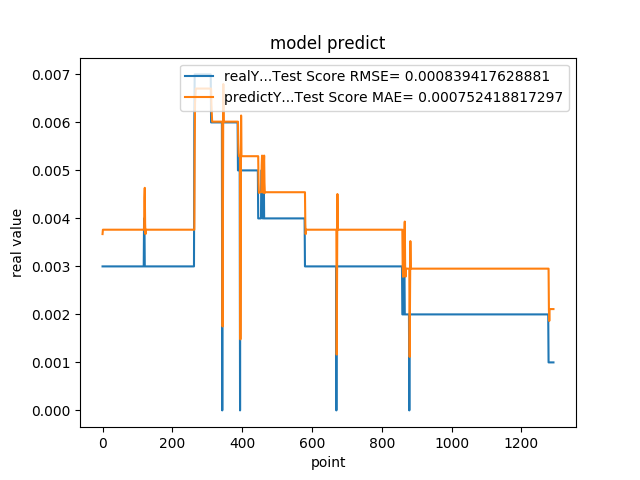 model predict
realY...Test Score RMSE= 0.000839417628881
predictY...Test Score MAE= 0.000752418817297
real value
0.007
0.006
0.005
0.004
0.003
0.002
0.001
0.000
0 200 400 600 800 1000 1200
point